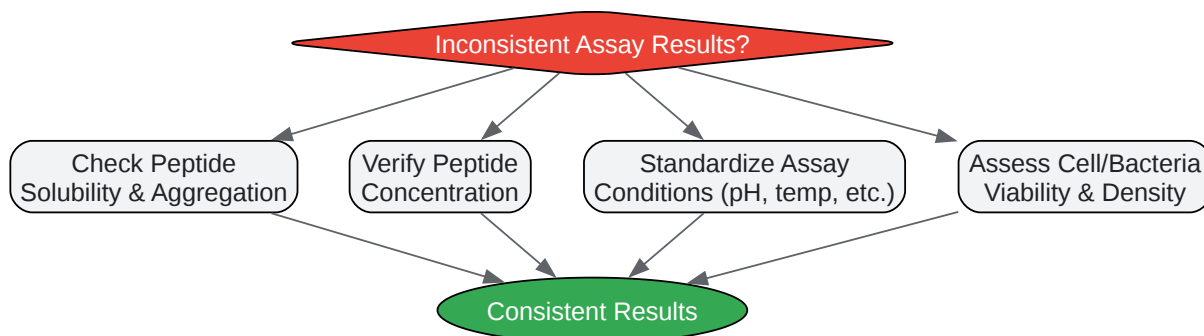 Inconsistent Assay Results?
Check Peptide
Solubility & Aggregation
Verify Peptide
Concentration
Standardize Assay
Conditions (pH, temp, etc.)
Assess Cell/Bacteria
Viability & Density
Consistent Results